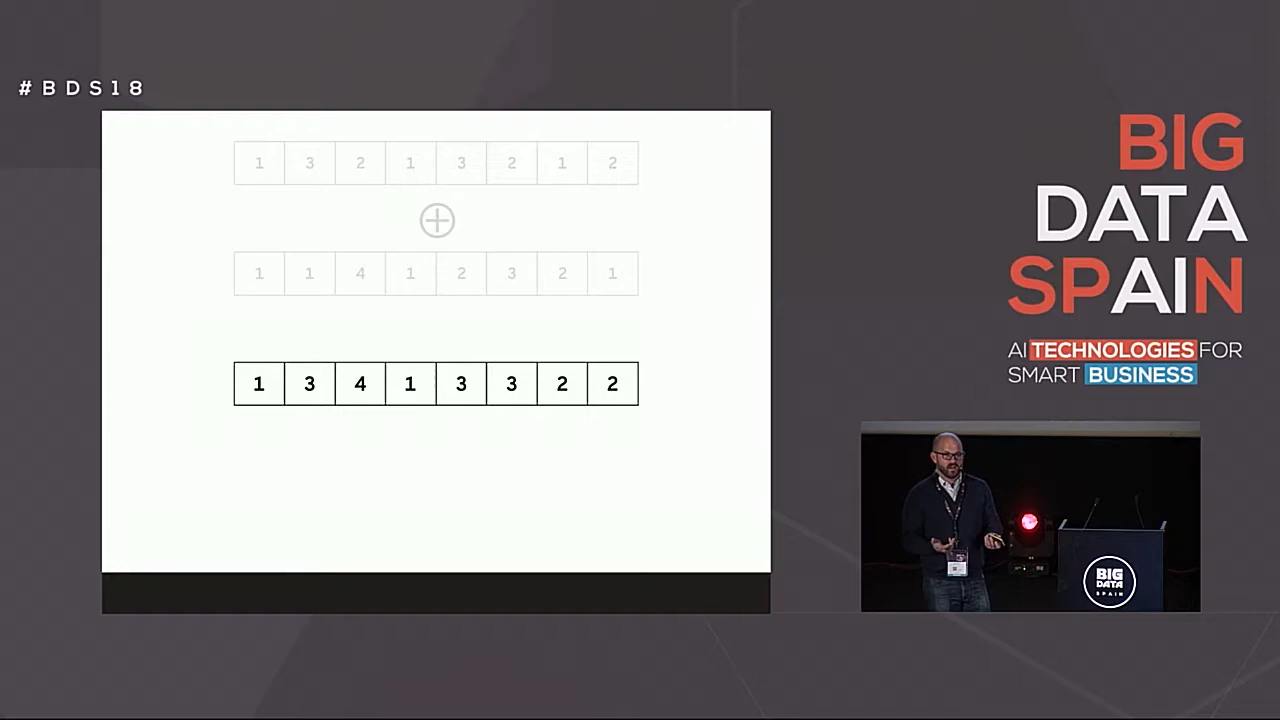 #BDS18
1 3 2 1 3 2 1 2
1 1 4 1 2 3 2 1
1 3 4 1 3 3 2 2
BIG
DATA
SPAIN
AI TECHNOLOGIES FOR
SMART BUSINESS
BIG
DATA
SPAIN